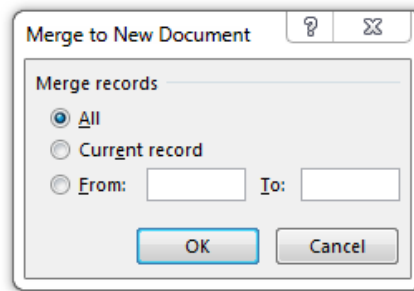 Merge to New Document
Merge records
All
Current record
From: To:
OK Cancel